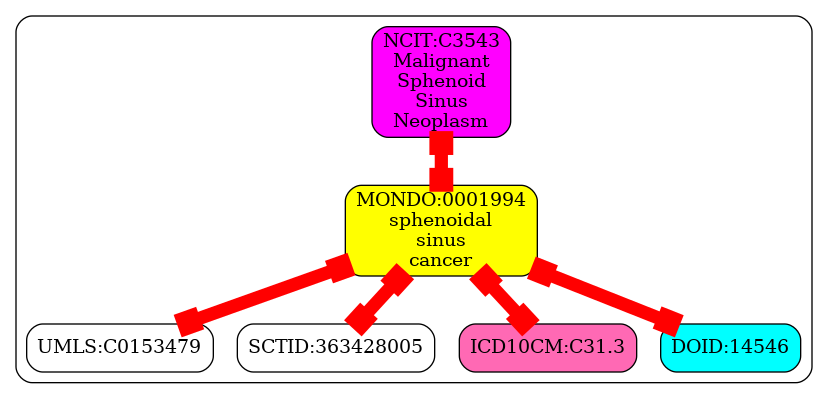 NCIT:C3543
Malignant
Sphenoid
Sinus
Neoplasm
MONDO:0001994
sphenoidal
sinus
cancer
UMLS:C0153479
SCTID:363428005
ICD10CM:C31.3
DOID:14546